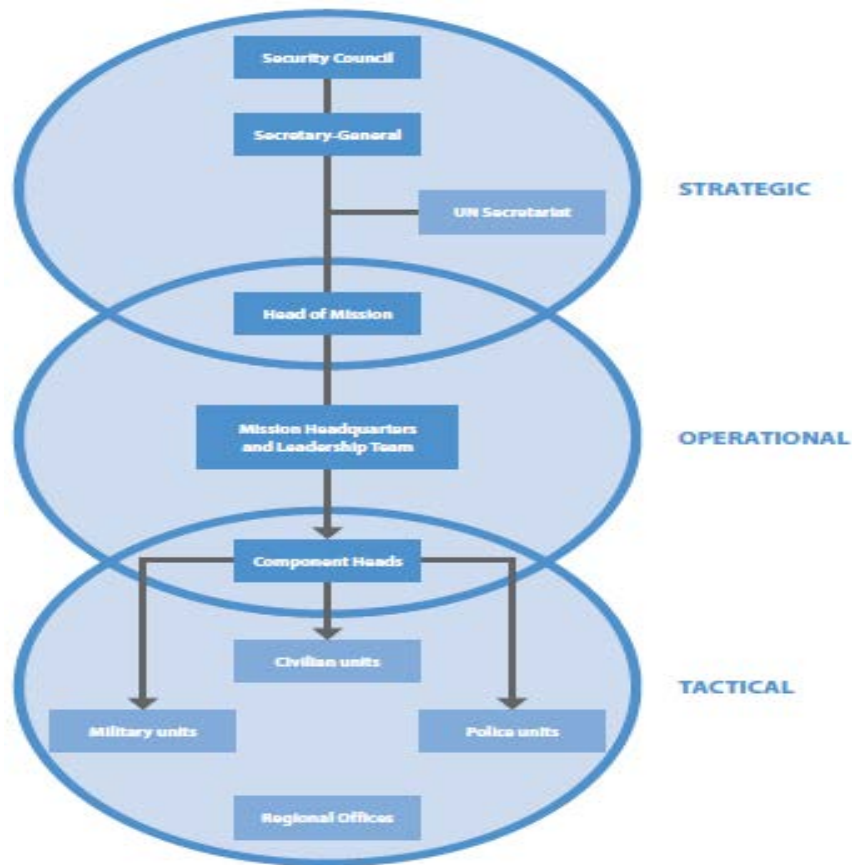 Security Council
Secretary-General
STRATEGIC
UN Secretariat
Head of Mission
Mission Headquarters
and Leadership Team
OPERATIONAL
Component Heads
Civilian units
TACTICAL
Military units
Police units
Regional Offices